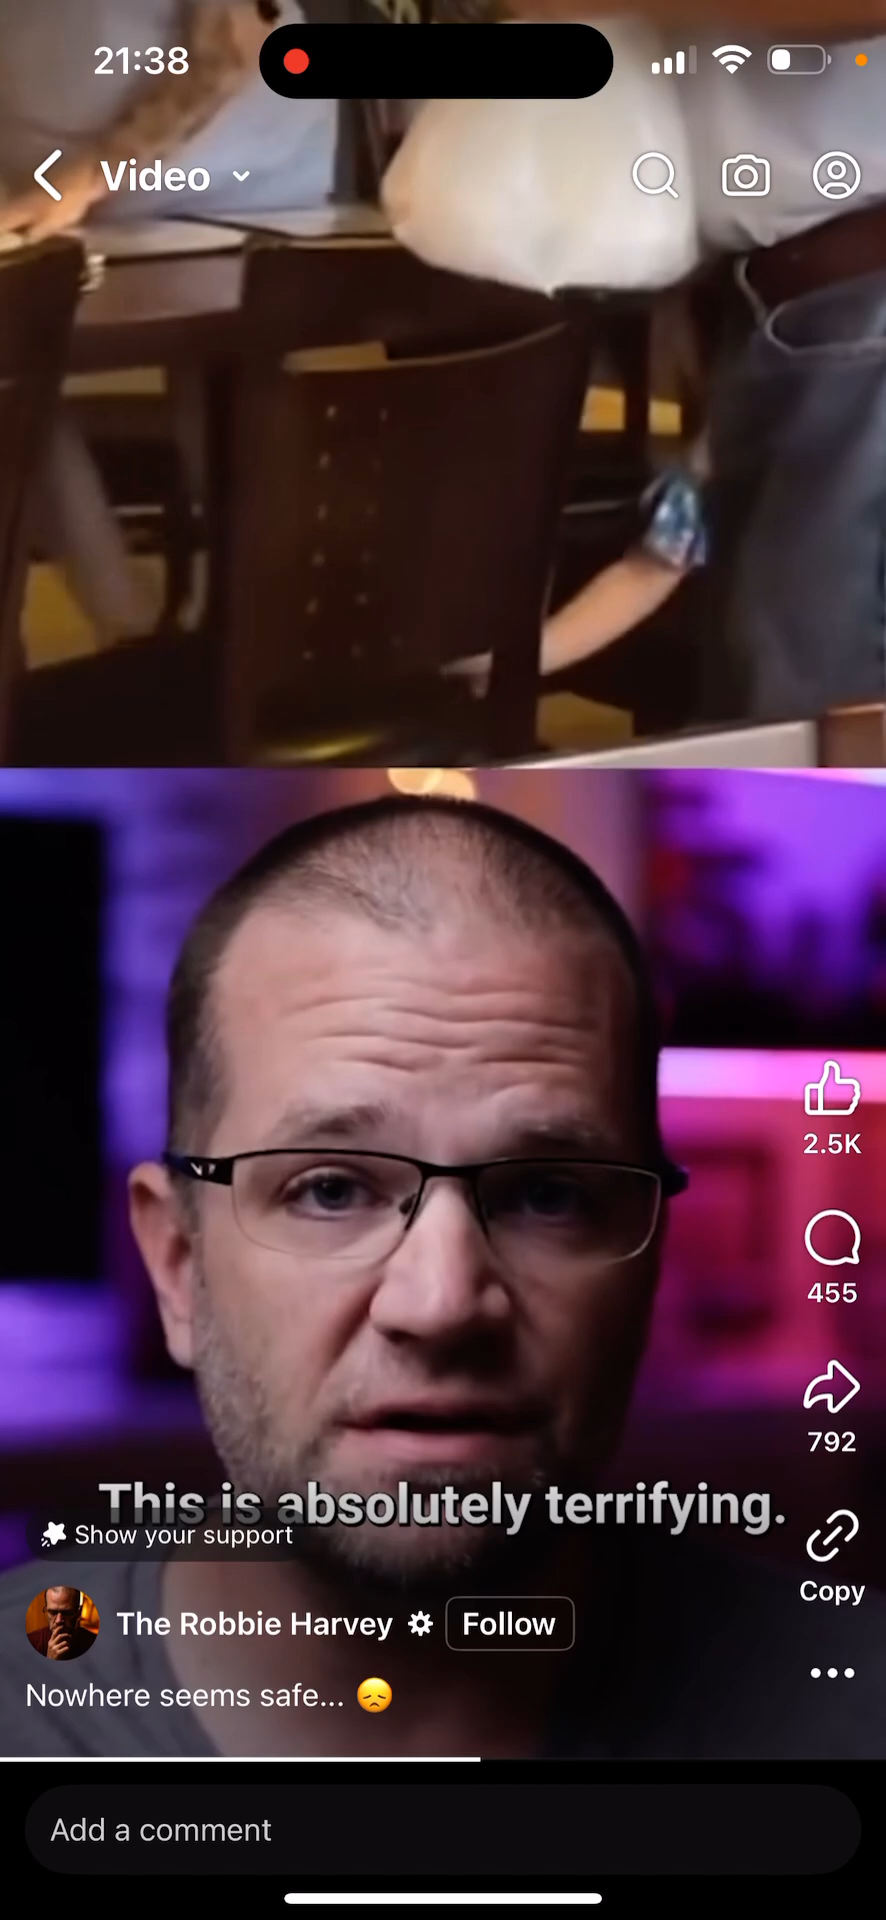 21:38
Video
2.5K
455
792
This is absolutely terrifying.
Show your support
Copy
The Robbie Harvey
Follow
Nowhere seems safe... 😞
Add a comment